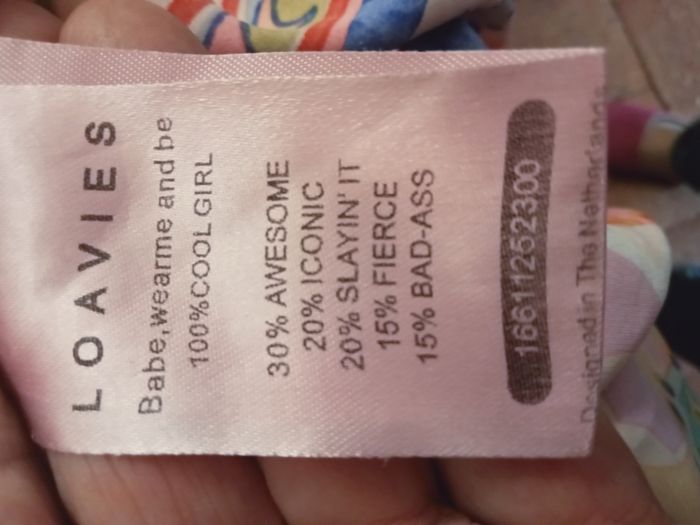 LOAVIES
Babe, wearme and be
100%COOL GIRL
30% AWESOME
20% ICONIC
20% SLAYIN' IT
15% FIERCE
15% BAD-ASS
16611252300
Designed in The Netherlands